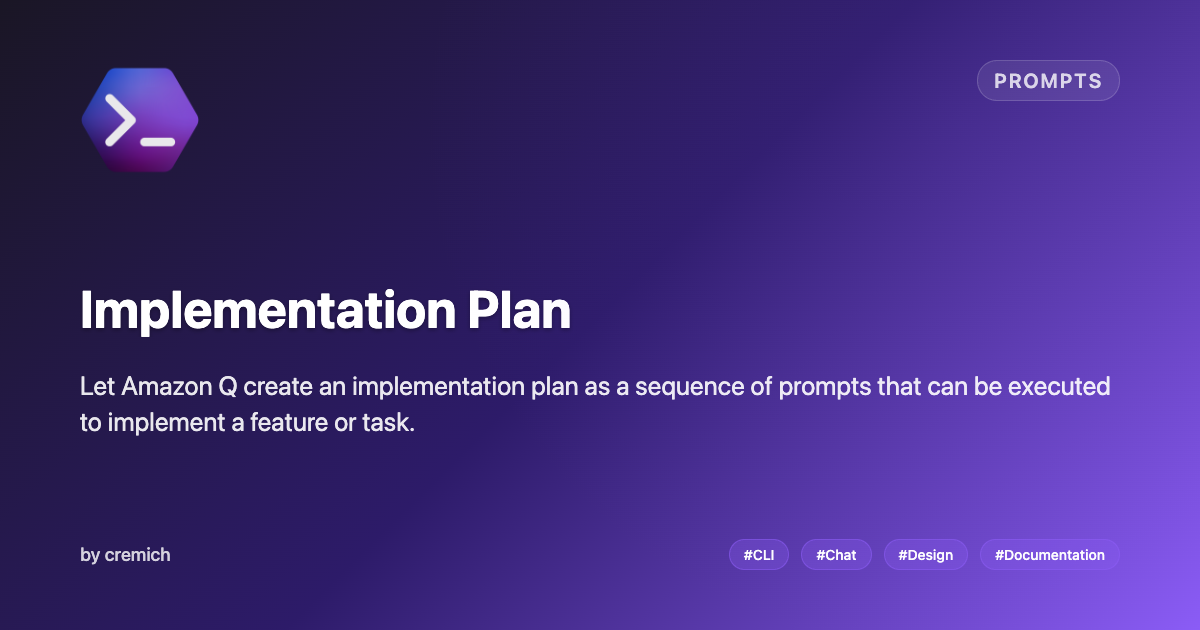 PROMPTS
Implementation Plan
Let Amazon Q create an implementation plan as a sequence of prompts that can be executed
to implement a feature or task.
by cremich
#CLI
#Chat
#Design
#Documentation